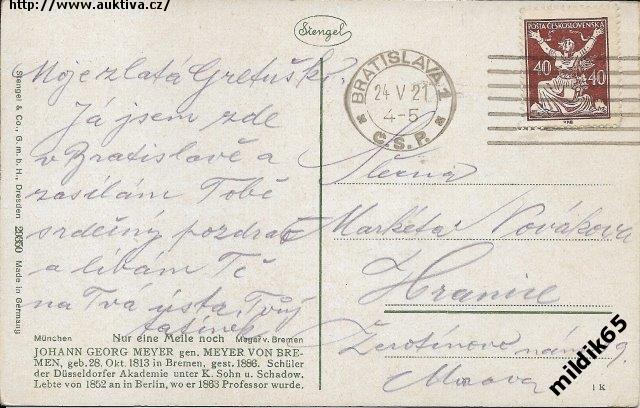 http://www.auktiva.cz/
Stengel
BRATISLAVA 1
24 V 21
4-5
Č.S.P.
POŠTA ČESKOSLOVENSKÁ
40 40
Stengel & Co., G.m.b.H., Dresden 29360 Made in Germany
Moje zlatá Gretuško.
Já jsem zde
v Bratislavě a
zasílám Tobě
srdečný pozdrav
a líbám Tě
na Tvá ústa. Tvůj
tatínek
Slečna
Markéta Nováková
Hranice
Žerotínovo nám. 9.
Morava
München Nur eine Meile noch Magar v. Bremen
JOHANN GEORG MEYER gen. MEYER VON BRE-
MEN, geb. 28. Okt. 1813 in Bremen, gest. 1886. Schüler
der Düsseldorfer Akademie unter K. Sohn u. Schadow.
Lebte von 1852 an in Berlin, wo er 1863 Professor wurde.
1 K
mildik65